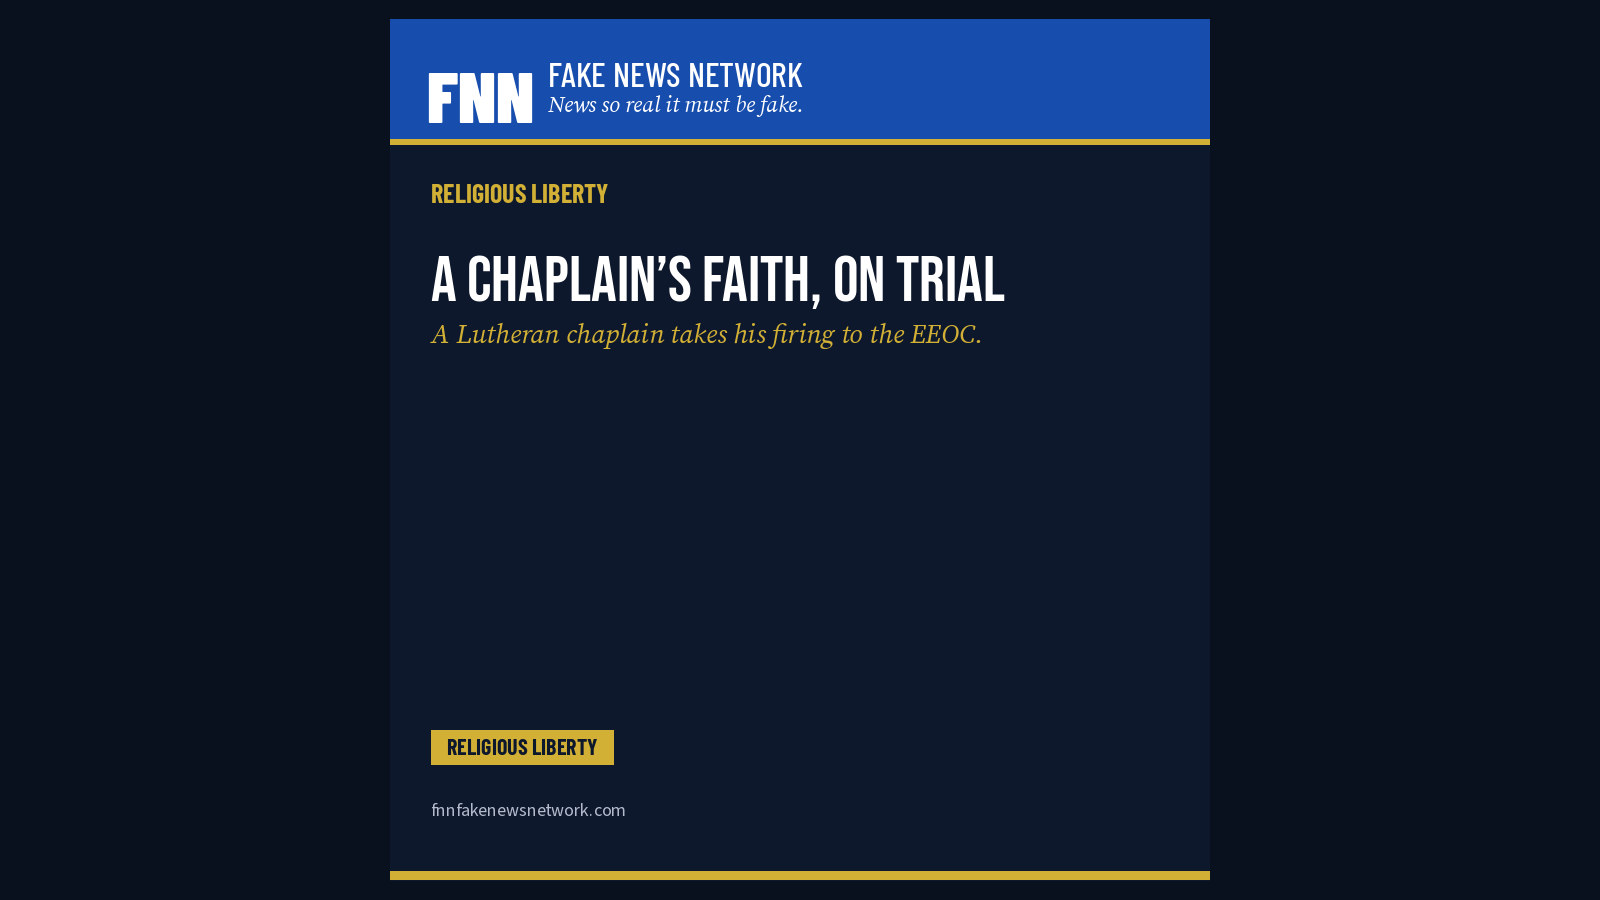 FNN
FAKE NEWS NETWORK
News so real it must be fake.
RELIGIOUS LIBERTY
A CHAPLAIN’S FAITH, ON TRIAL
A Lutheran chaplain takes his firing to the EEOC.
RELIGIOUS LIBERTY
fnnfakenewsnetwork.com